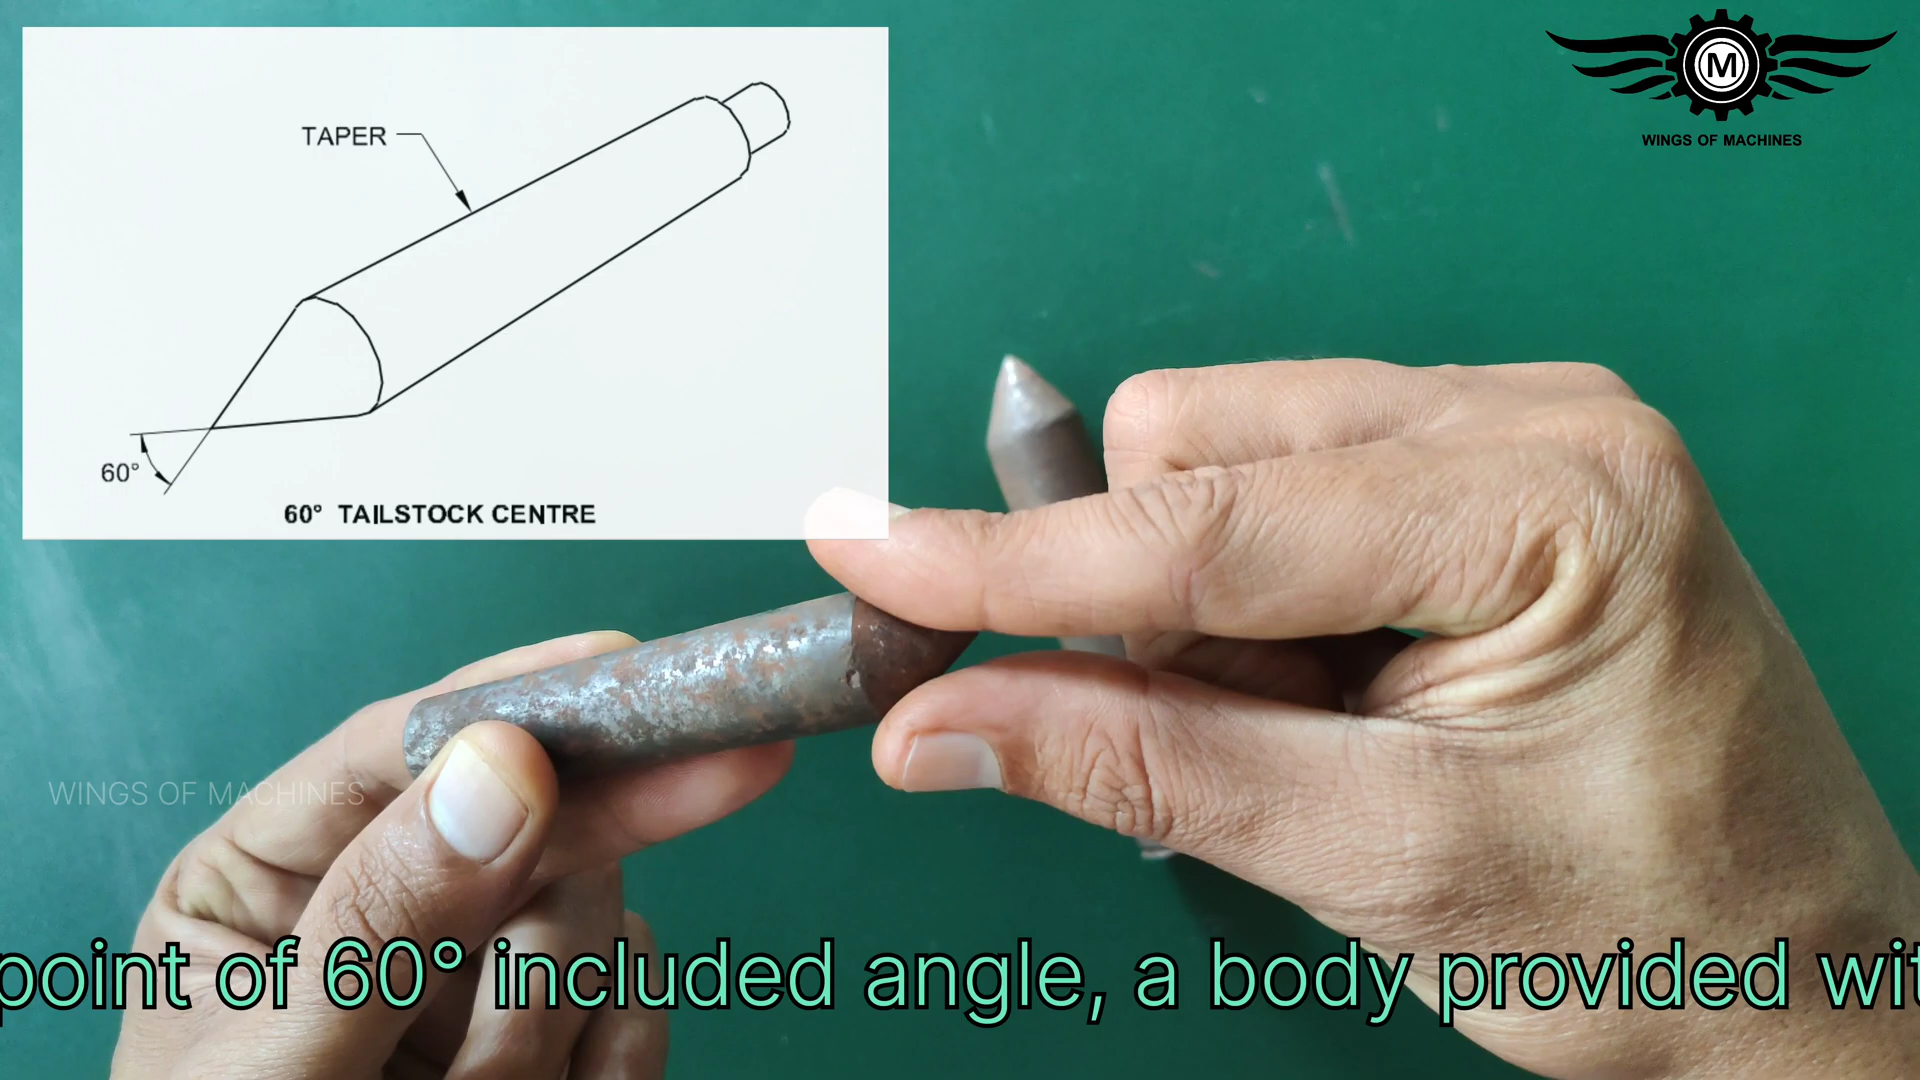 TAPER
60°
60° TAILSTOCK CENTRE
M
WINGS OF MACHINES
WINGS OF MACHINES
point of 60° included angle, a body provided wit